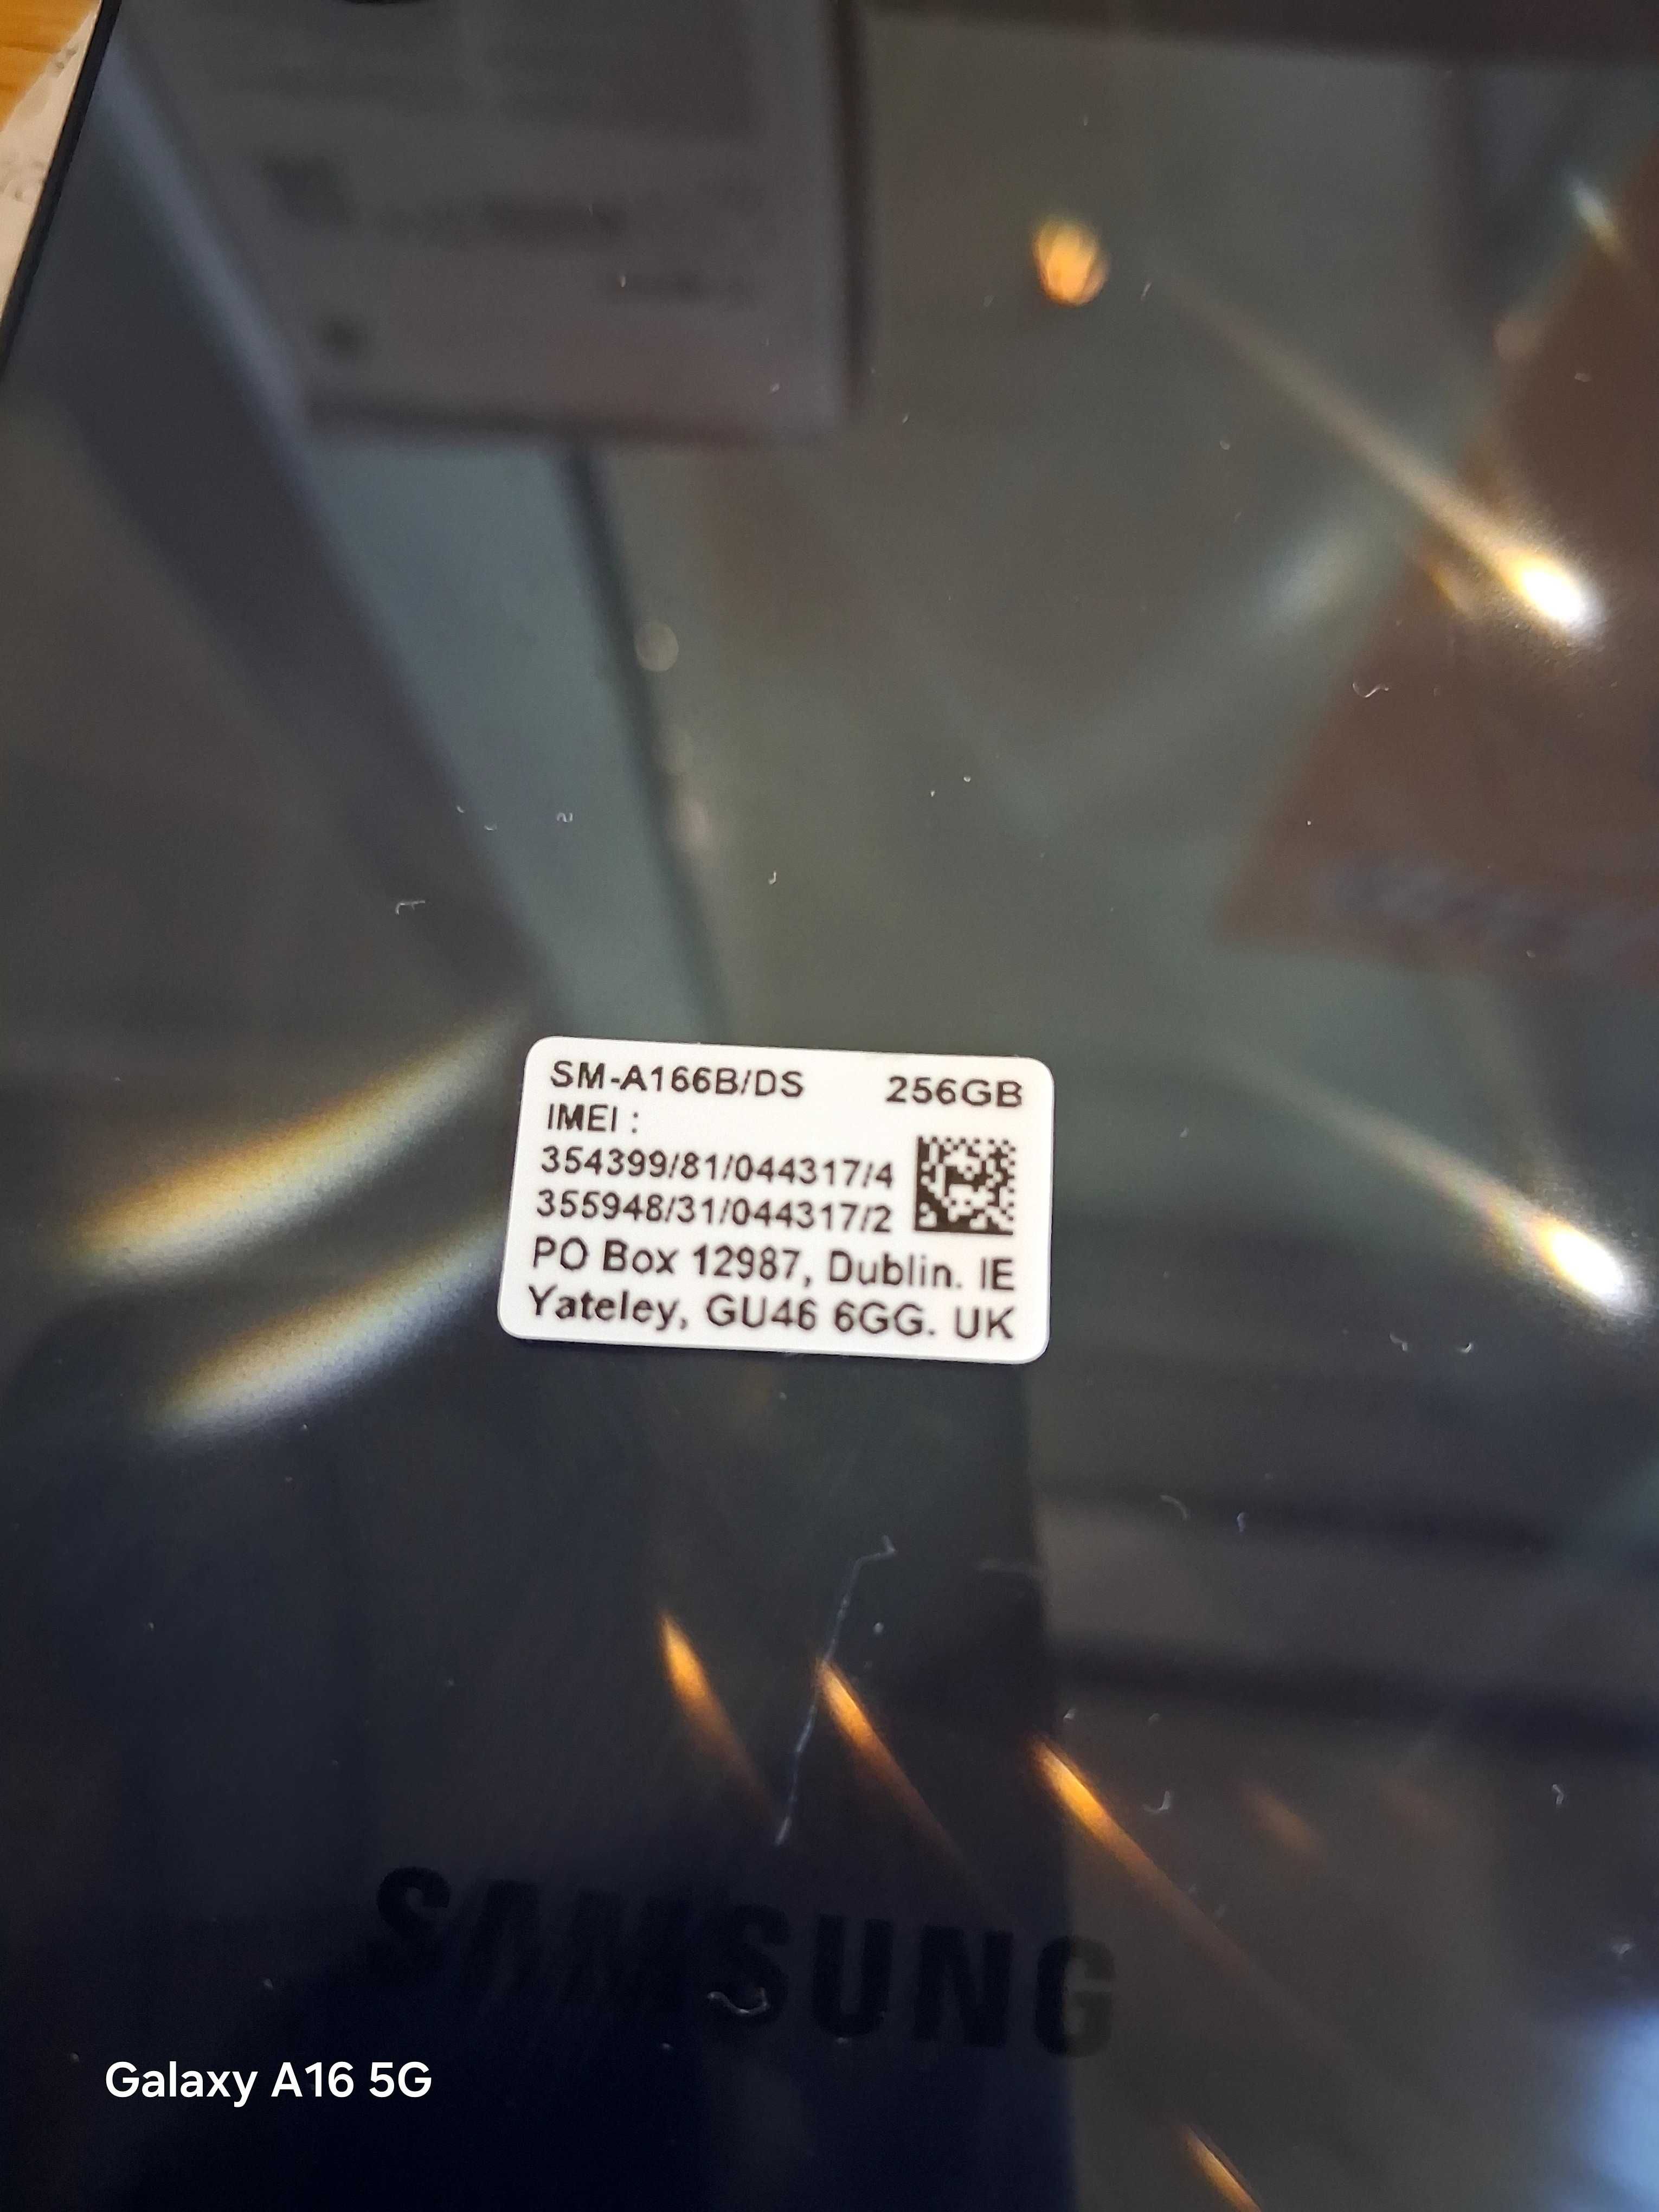 SM-A166B/DS 256GB
IMEI :
354399/81/044317/4
355948/31/044317/2
PO Box 12987, Dublin. IE
Yateley, GU46 6GG. UK
SAMSUNG
Galaxy A16 5G